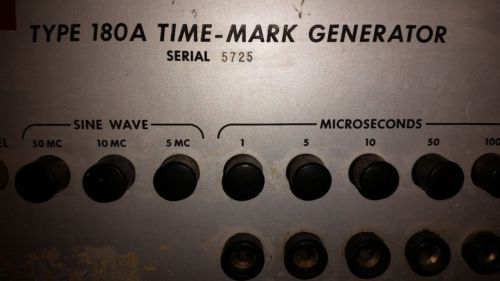 TYPE 180A TIME-MARK GENERATOR
SERIAL 5725
SINE WAVE MICROSECONDS
50 MC 10 MC 5 MC 1 5 10 50 100